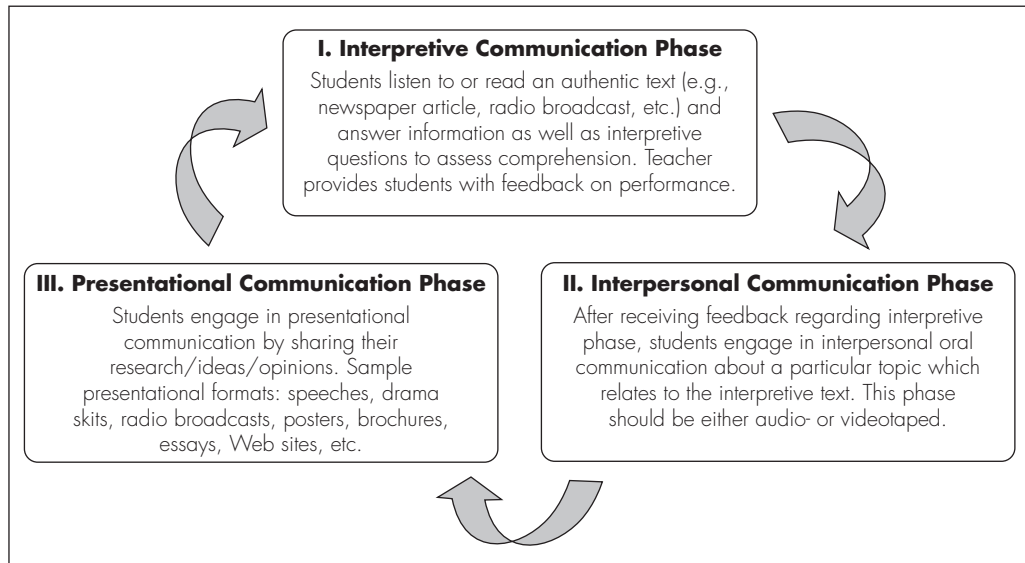 I. Interpretive Communication Phase
Students listen to or read an authentic text (e.g.,
newspaper article, radio broadcast, etc.) and
answer information as well as interpretive
questions to assess comprehension. Teacher
provides students with feedback on performance.
II. Interpersonal Communication Phase
After receiving feedback regarding interpretive
phase, students engage in interpersonal oral
communication about a particular topic which
relates to the interpretive text. This phase
should be either audio- or videotaped.
III. Presentational Communication Phase
Students engage in presentational
communication by sharing their
research/ideas/opinions. Sample
presentational formats: speeches, drama
skits, radio broadcasts, posters, brochures,
essays, Web sites, etc.